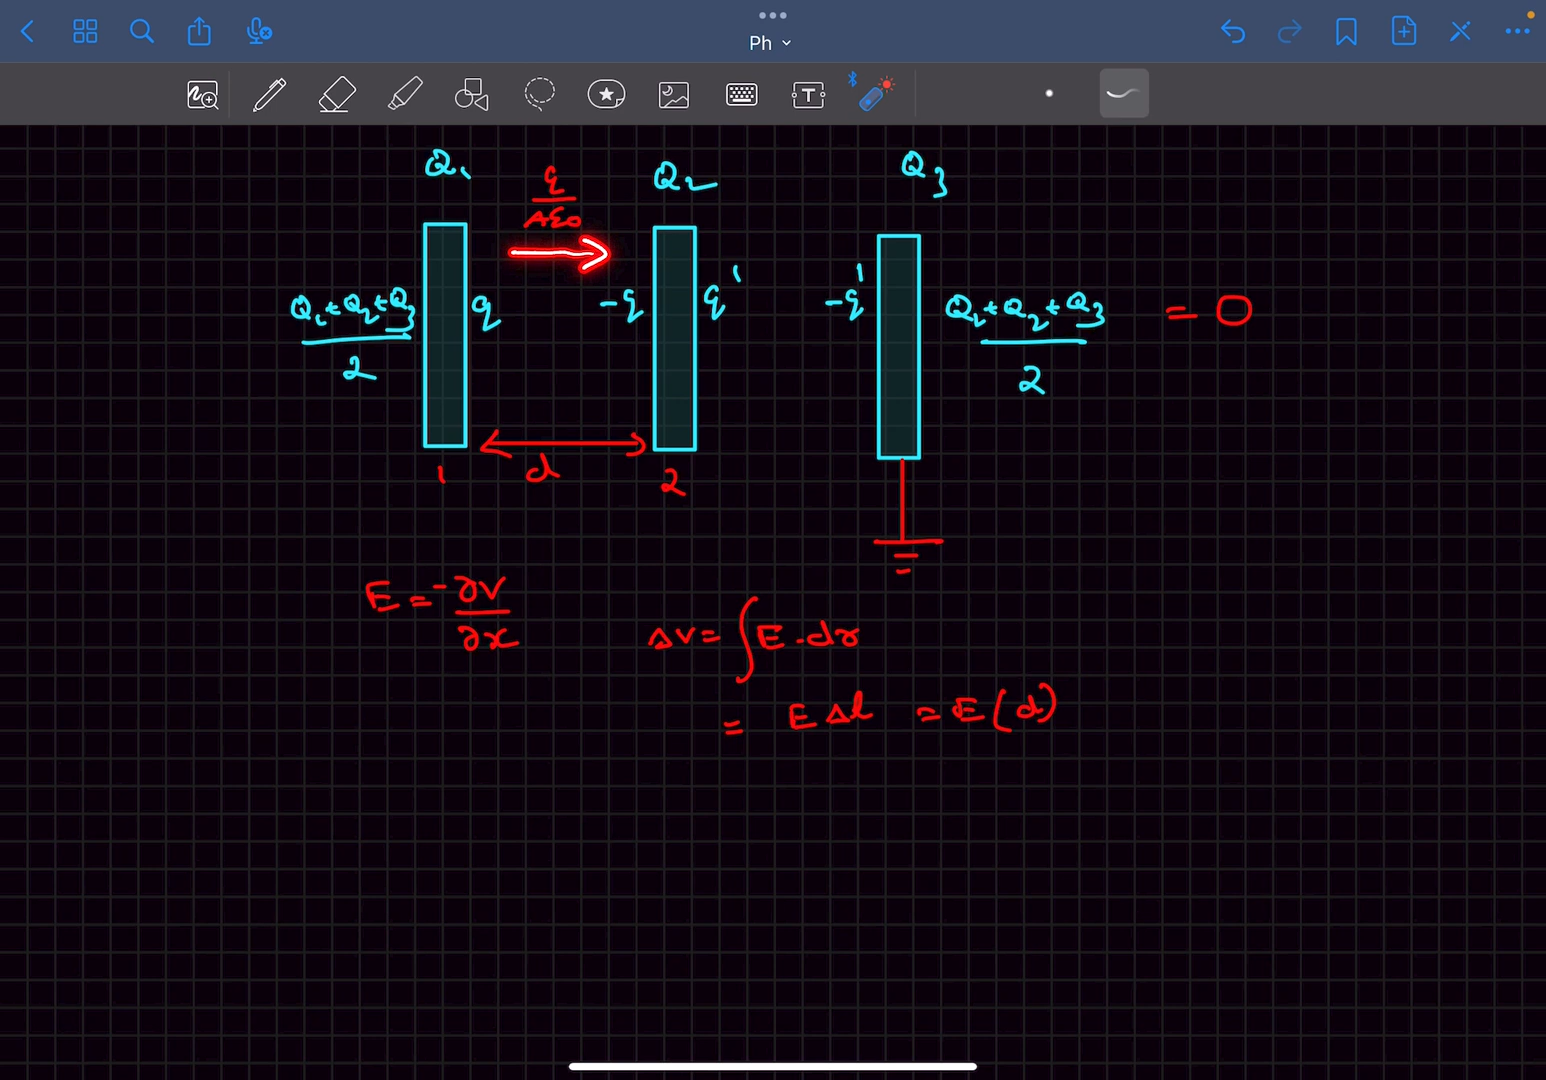 Ph
T
Q₁
Q₂
Q₃
q/Aε₀
(Q₁+Q₂+Q₃)/2
q
-q
q'
-q'
(Q₁+Q₂+Q₃)/2
= 0
d
1
2
E = -∂V/∂x
ΔV = ∫E·dr
= EΔl = E(d)